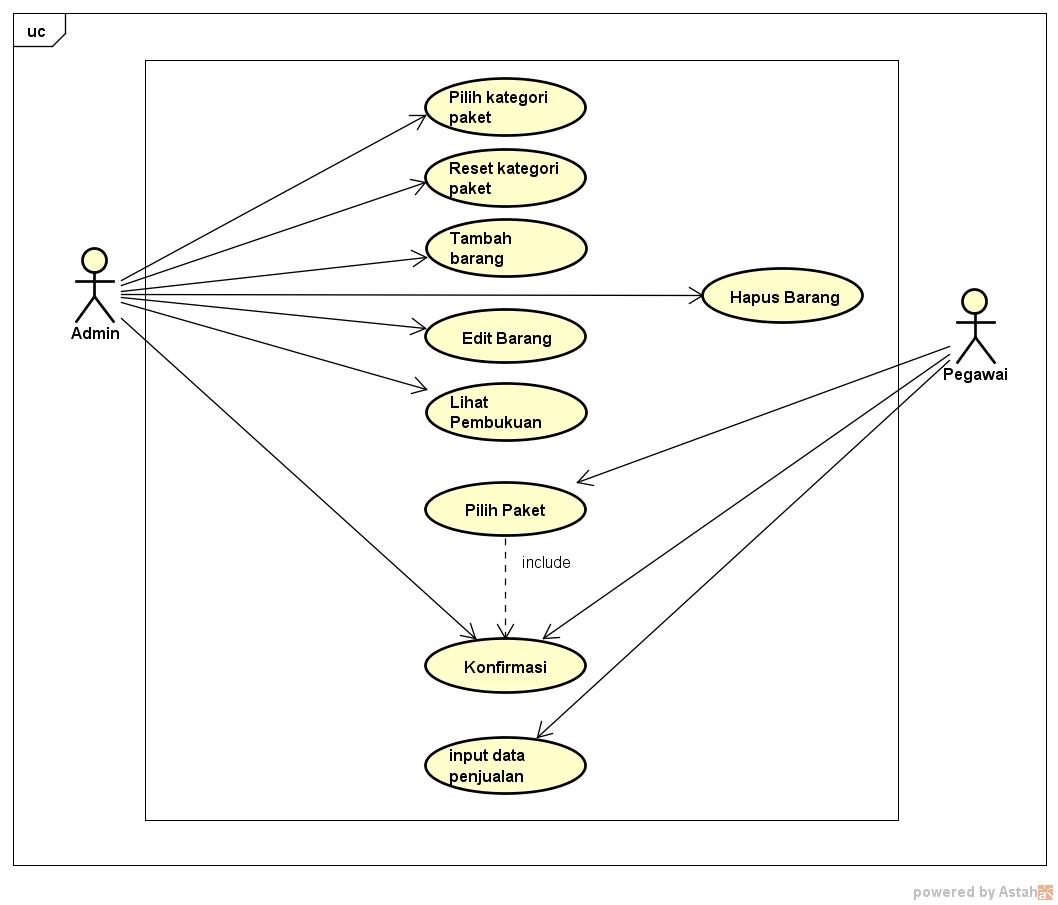 uc
Pilih kategori
paket
Reset kategori
paket
Tambah
barang
Hapus Barang
Admin
Edit Barang
Pegawai
Lihat
Pembukuan
Pilih Paket
include
Konfirmasi
input data
penjualan
powered by Astah